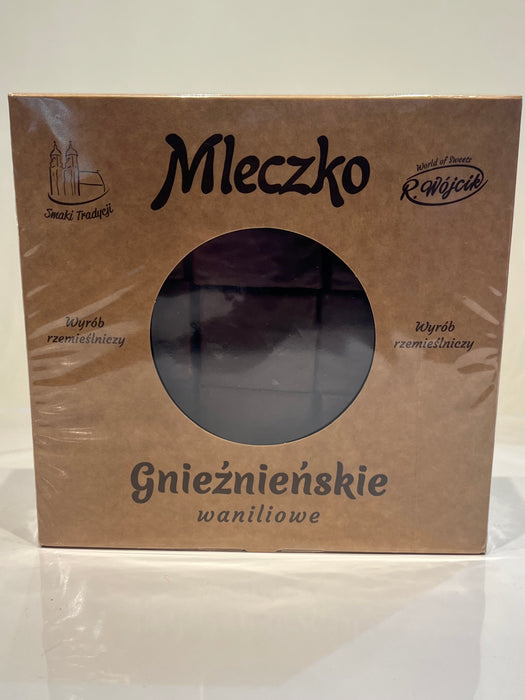 Mleczko
Smaki Tradycji
World of Sweets
R. Wójcik
Wyrób
rzemieślniczy
Wyrób
rzemieślniczy
Gnieźnieńskie
waniliowe